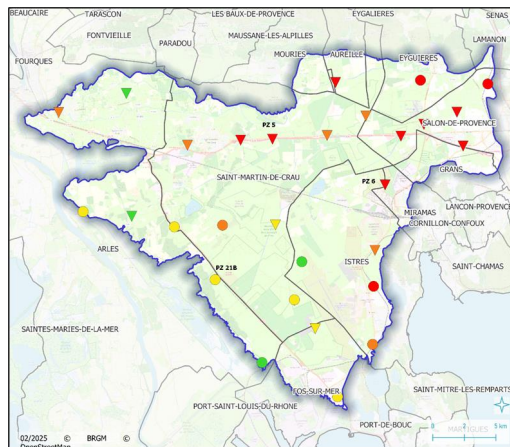 BEAUCAIRE
TARASCON
LES BAUX-DE-PROVENCE
EYGALIERES
SENAS
FONTVIEILLE
MAUSSANE-LES-ALPILLES
LAMANON
PARADOU
MOURIES
AUREILLE
EYGUIERES
FOURQUES
PZ 5
SALON-DE-PROVENCE
SAINT-MARTIN-DE-CRAU
PZ 6
GRANS
LANCON-PROVENCE
MIRAMAS
CORNILLON-CONFOUX
ARLES
ISTRES
SAINT-CHAMAS
PZ 21B
SAINTES-MARIES-DE-LA-MER
FOS-SUR-MER
SAINT-MITRE-LES-REMPARTS
PORT-SAINT-LOUIS-DU-RHONE
PORT-DE-BOUC
MARTIGUES
0 2 5 km
02/2025 © BRGM ©
OpenStreetMap